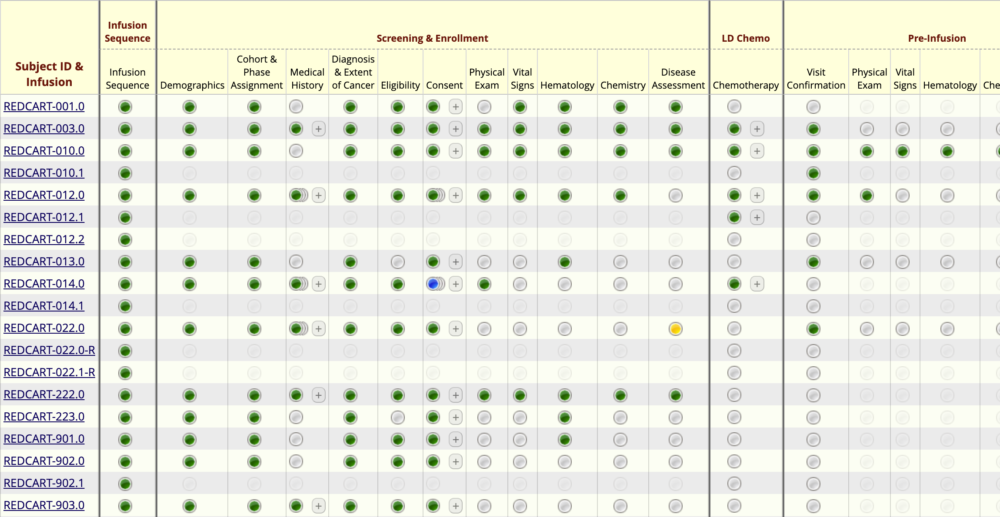 Subject ID &
Infusion
Infusion
Sequence
Screening & Enrollment
LD Chemo
Pre-Infusion
Infusion
Sequence
Demographics
Cohort &
Phase
Assignment
Medical
History
Diagnosis
& Extent
of Cancer
Eligibility
Consent
Physical
Exam
Vital
Signs
Hematology
Chemistry
Disease
Assessment
Chemotherapy
Visit
Confirmation
Physical
Exam
Vital
Signs
Hematology
Che
REDCART-001.0
+
REDCART-003.0
+ + +
REDCART-010.0
+ +
REDCART-010.1
REDCART-012.0
+ + +
REDCART-012.1
+
REDCART-012.2
REDCART-013.0
+
REDCART-014.0
+ + +
REDCART-014.1
REDCART-022.0
+ +
REDCART-022.0-R
REDCART-022.1-R
REDCART-222.0
+ +
REDCART-223.0
+
REDCART-901.0
+
REDCART-902.0
+
REDCART-902.1
REDCART-903.0
+ +